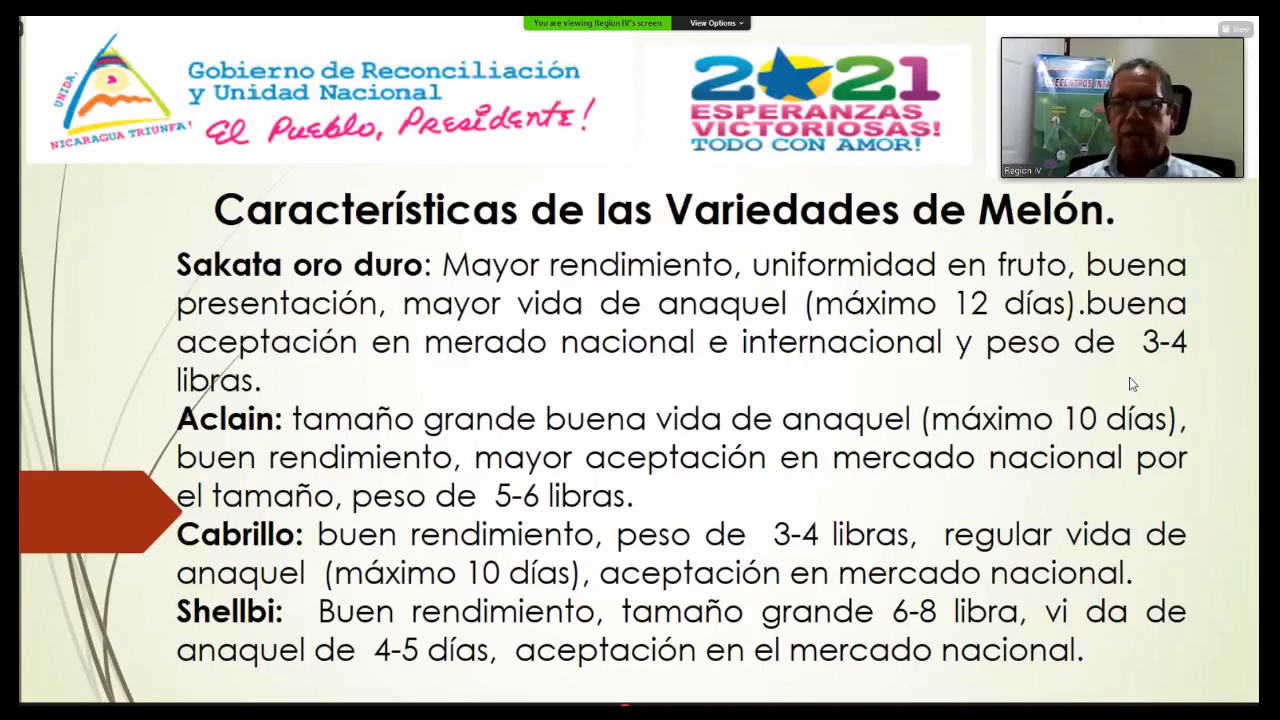 You are viewing Region IV's screen
View Options
View
UNIDA,
NICARAGUA TRIUNFA!
Gobierno de Reconciliación
y Unidad Nacional
El Pueblo, Presidente!
2021
ESPERANZAS
VICTORIOSAS!
TODO CON AMOR!
Region IV
Características de las Variedades de Melón.
Sakata oro duro: Mayor rendimiento, uniformidad en fruto, buena
presentación, mayor vida de anaquel (máximo 12 días).buena
aceptación en merado nacional e internacional y peso de 3-4
libras.
Aclain: tamaño grande buena vida de anaquel (máximo 10 días),
buen rendimiento, mayor aceptación en mercado nacional por
el tamaño, peso de 5-6 libras.
Cabrillo: buen rendimiento, peso de 3-4 libras, regular vida de
anaquel (máximo 10 días), aceptación en mercado nacional.
Shellbi: Buen rendimiento, tamaño grande 6-8 libra, vi da de
anaquel de 4-5 días, aceptación en el mercado nacional.